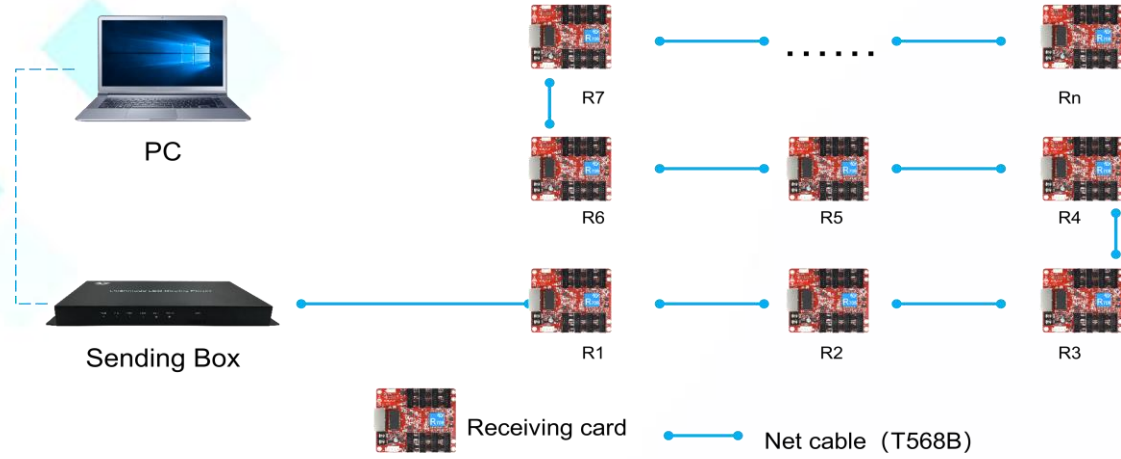 R7
......
Rn
PC
R6
R5
R4
Sending Box
R1
R2
R3
Receiving card
Net cable（T568B）